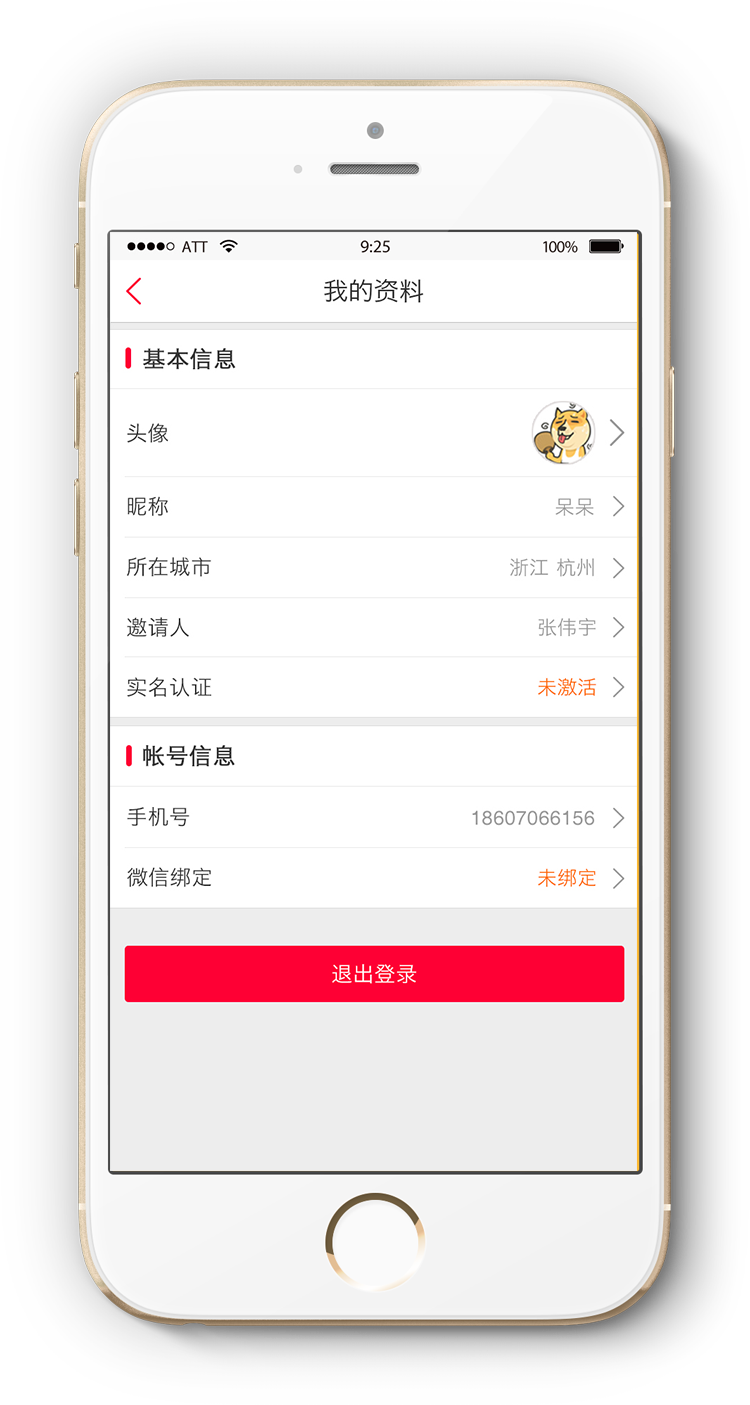 ATT 9:25 100%
我的资料
基本信息
头像
昵称 呆呆
所在城市 浙江 杭州
邀请人 张伟宇
实名认证 未激活
帐号信息
手机号 18607066156
微信绑定 未绑定
退出登录